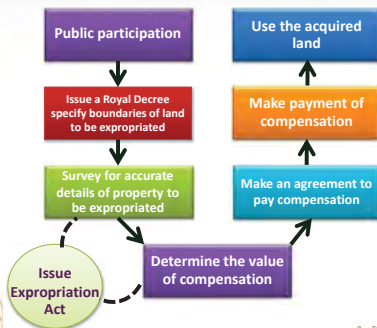 Public participation
Issue a Royal Decree
specify boundaries of land
to be expropriated
Survey for accurate
details of property to
be expropriated
Issue
Expropriation
Act
Determine the value
of compensation
Make an agreement to
pay compensation
Make payment of
compensation
Use the acquired
land